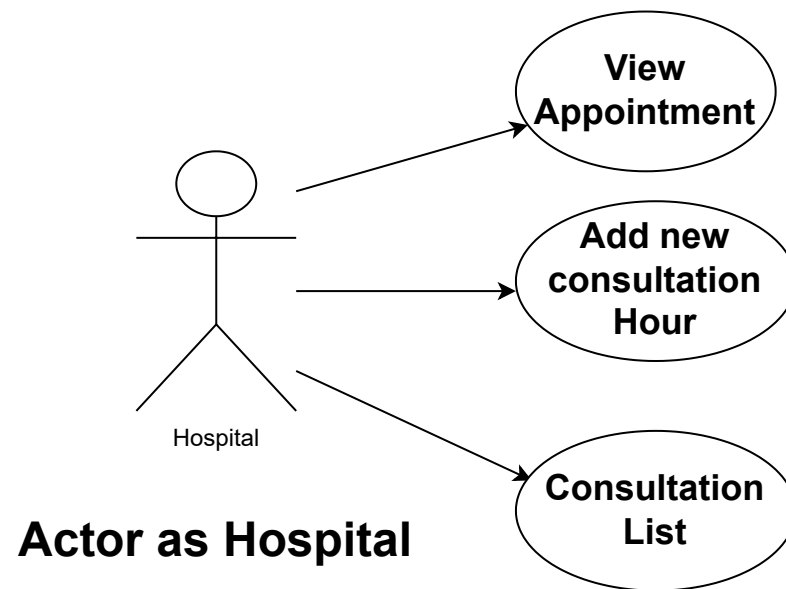 View
Appointment
Add new
consultation
Hour
Hospital
Consultation
List
Actor as Hospital